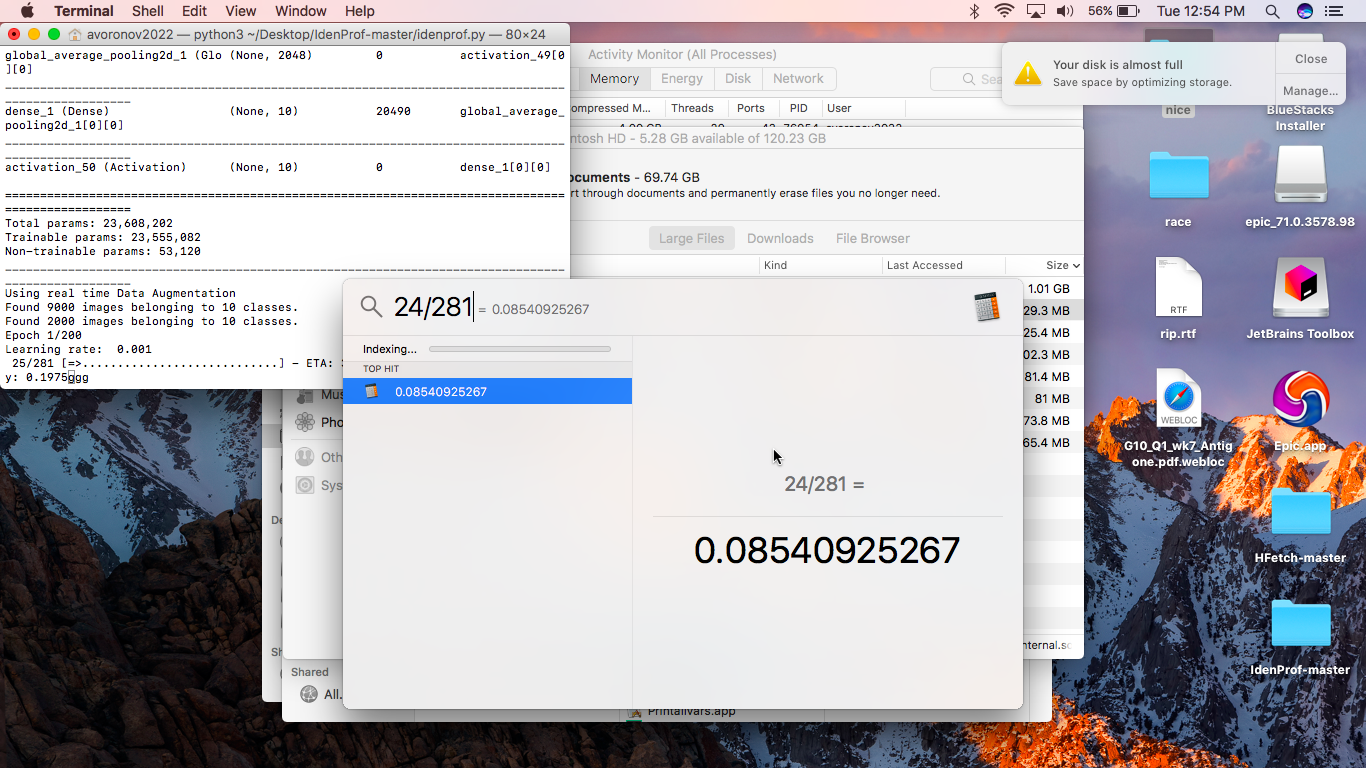 Terminal Shell Edit View Window Help 56% Tue 12:54 PM
avoronov2022 — python3 ~/Desktop/IdenProf-master/idenprof.py — 80×24
global_average_pooling2d_1 (Glo (None, 2048) 0 activation_49[0
][0]
dense_1 (Dense) (None, 10) 20490 global_average_
pooling2d_1[0][0]
activation_50 (Activation) (None, 10) 0 dense_1[0][0]
Total params: 23,608,202
Trainable params: 23,555,082
Non-trainable params: 53,120
Using real time Data Augmentation
Found 9000 images belonging to 10 classes.
Found 2000 images belonging to 10 classes.
Epoch 1/200
Learning rate: 0.001
25/281 [=>............................] - ETA:
y: 0.1975ggg
Activity Monitor (All Processes)
Memory Energy Disk Network
Sea
ompressed M... Threads Ports PID User
ntosh HD - 5.28 GB available of 120.23 GB
ocuments - 69.74 GB
rt through documents and permanently erase files you no longer need.
Large Files Downloads File Browser
Kind Last Accessed Size
1.01 GB
29.3 MB
25.4 MB
02.3 MB
81.4 MB
81 MB
73.8 MB
65.4 MB
nternal.sc
24/281 = 0.08540925267
Indexing...
TOP HIT
0.08540925267
24/281 =
0.08540925267
Mus
Pho
Oth
Sys
De
Sh
Shared
All.
Printallvars.app
Your disk is almost full
Save space by optimizing storage.
Close
Manage...
nice
BlueStacks
Installer
race
epic_71.0.3578.98
RTF
rip.rtf
JetBrains Toolbox
WEBLOC
G10_Q1_wk7_Antig
one.pdf.webloc
Epic.app
HFetch-master
IdenProf-master